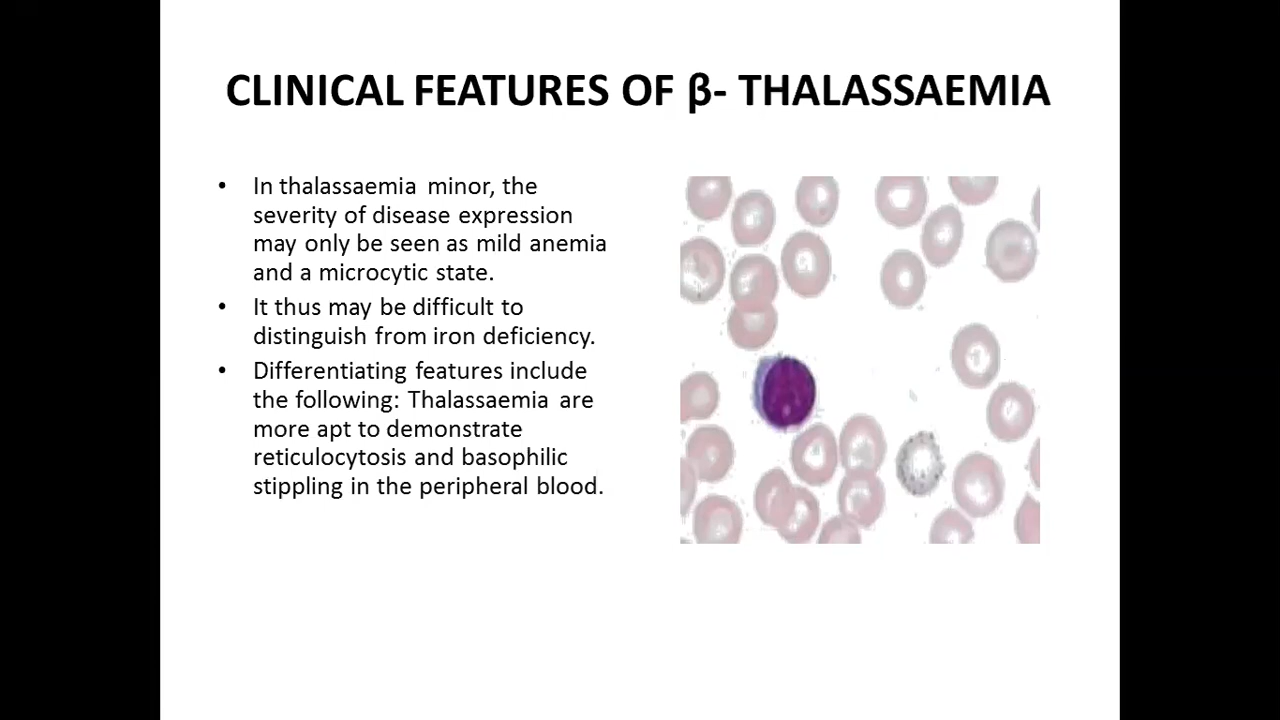 CLINICAL FEATURES OF β- THALASSAEMIA
• In thalassaemia minor, the
severity of disease expression
may only be seen as mild anemia
and a microcytic state.
• It thus may be difficult to
distinguish from iron deficiency.
• Differentiating features include
the following: Thalassaemia are
more apt to demonstrate
reticulocytosis and basophilic
stippling in the peripheral blood.